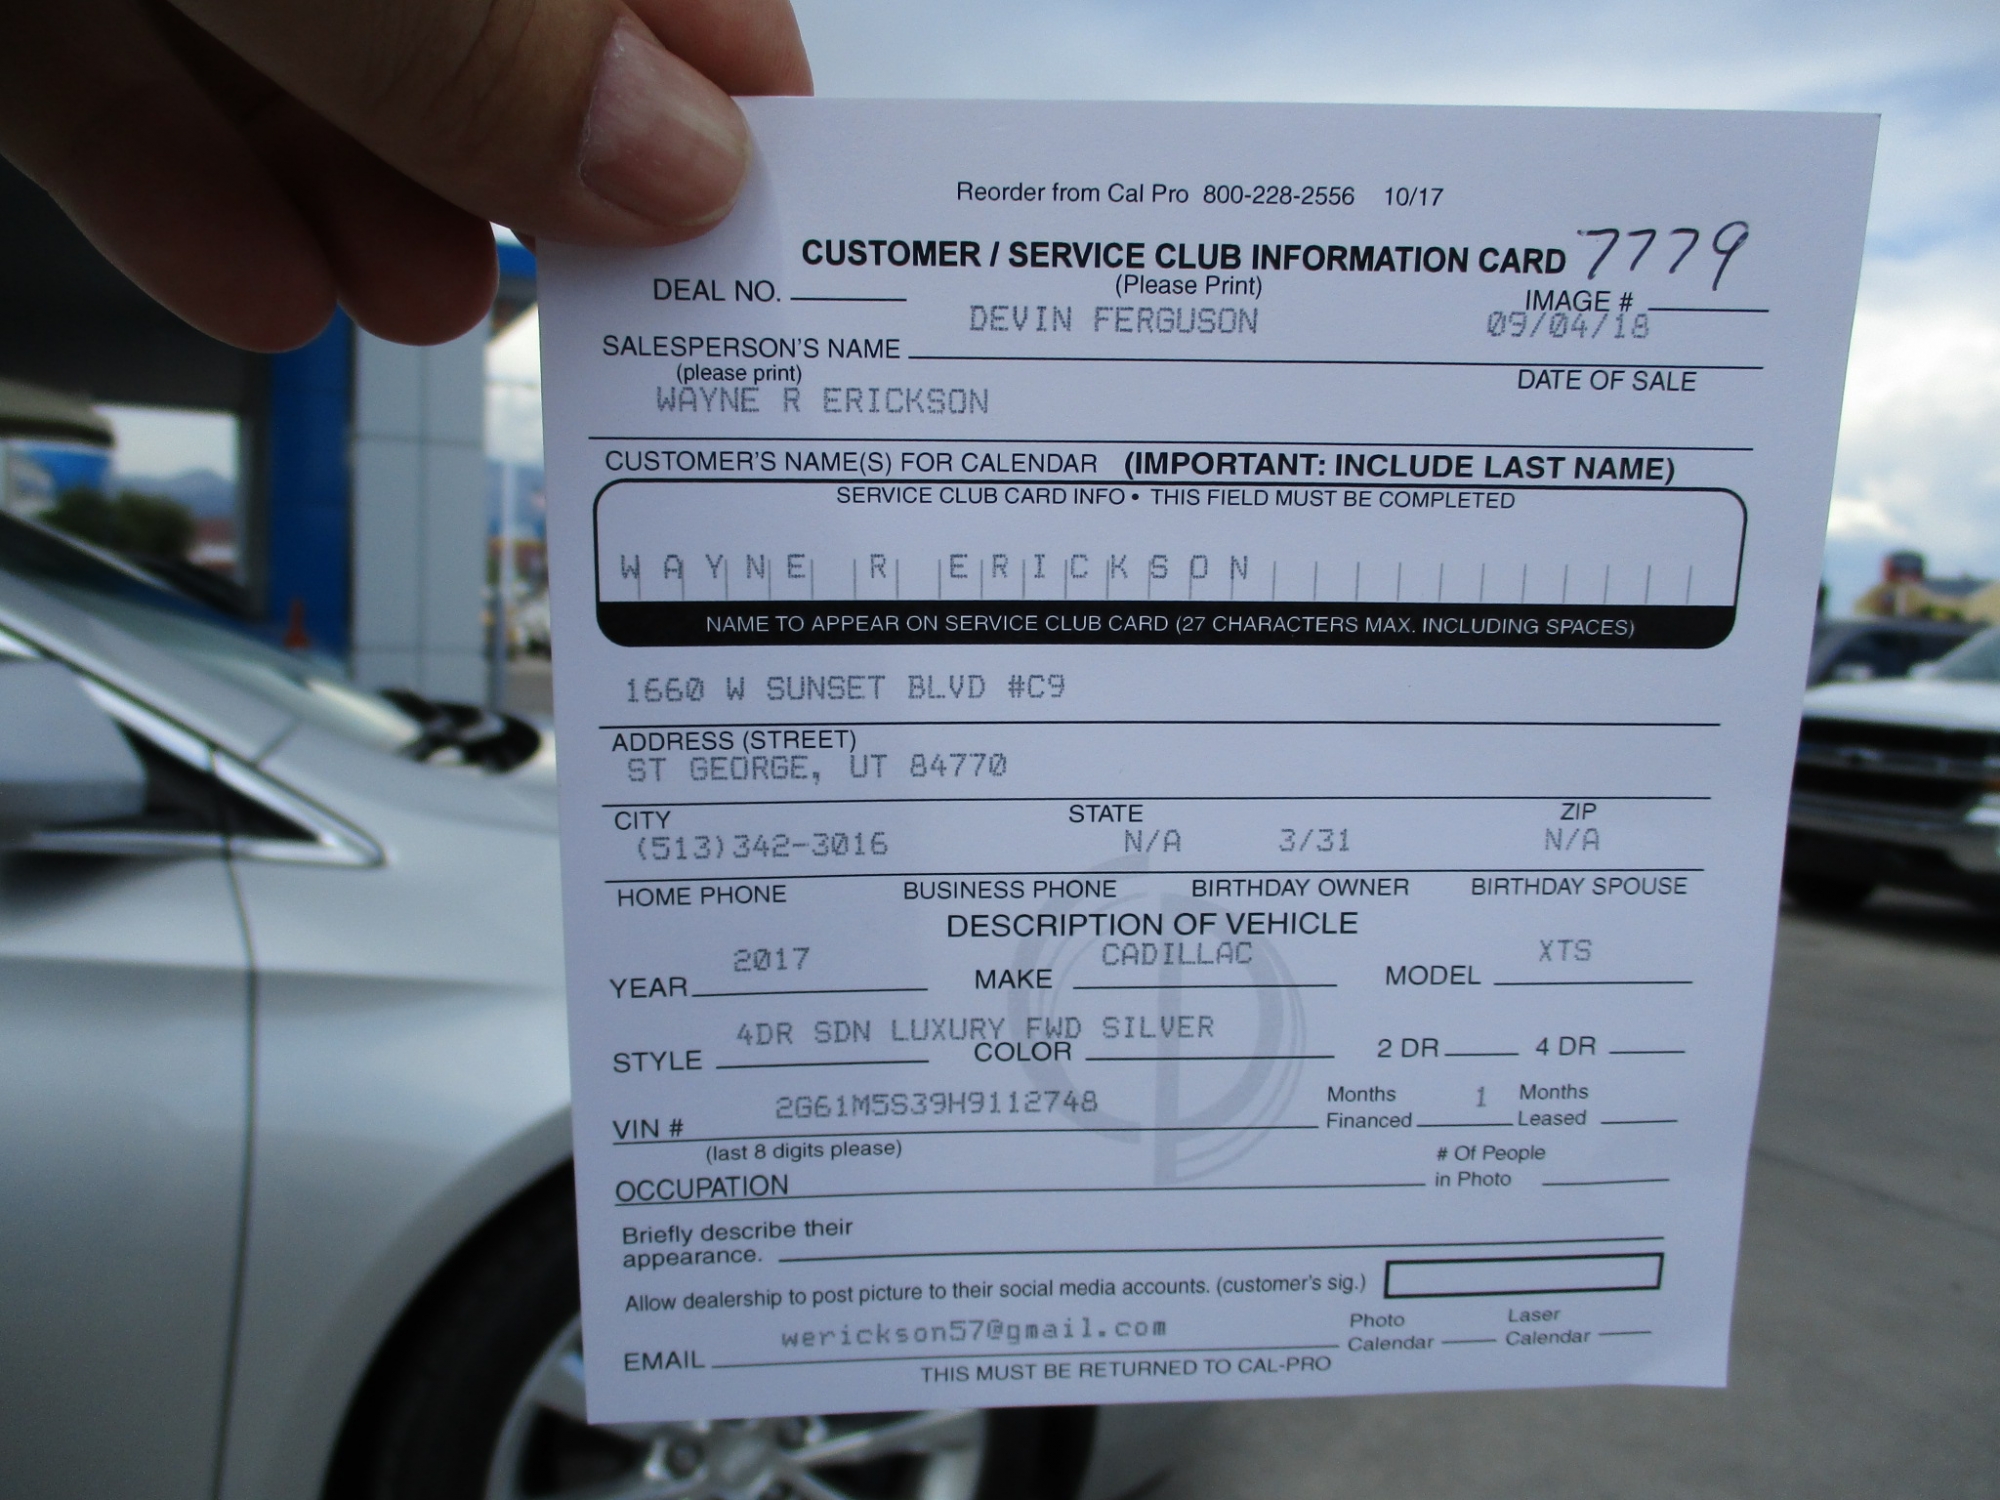 Reorder from Cal Pro 800-228-2556 10/17
CUSTOMER / SERVICE CLUB INFORMATION CARD 7779
(Please Print)
DEAL NO. IMAGE #
DEVIN FERGUSON 09/04/18
SALESPERSON'S NAME
(please print) DATE OF SALE
WAYNE R ERICKSON
CUSTOMER'S NAME(S) FOR CALENDAR (IMPORTANT: INCLUDE LAST NAME)
SERVICE CLUB CARD INFO • THIS FIELD MUST BE COMPLETED
WAYNE R ERICKSON
NAME TO APPEAR ON SERVICE CLUB CARD (27 CHARACTERS MAX. INCLUDING SPACES)
1660 W SUNSET BLVD #C9
ADDRESS (STREET)
ST GEORGE, UT 84770
CITY STATE ZIP
(513)342-3016 N/A 3/31 N/A
HOME PHONE BUSINESS PHONE BIRTHDAY OWNER BIRTHDAY SPOUSE
DESCRIPTION OF VEHICLE
2017 CADILLAC XTS
YEAR MAKE MODEL
4DR SDN LUXURY FWD SILVER
STYLE COLOR 2 DR 4 DR
2G61M5S39H9112748 Months 1 Months
VIN # Financed Leased
(last 8 digits please) # Of People
OCCUPATION in Photo
Briefly describe their
appearance.
Allow dealership to post picture to their social media accounts. (customer's sig.)
werickson57@gmail.com Photo Laser
EMAIL Calendar Calendar
THIS MUST BE RETURNED TO CAL-PRO